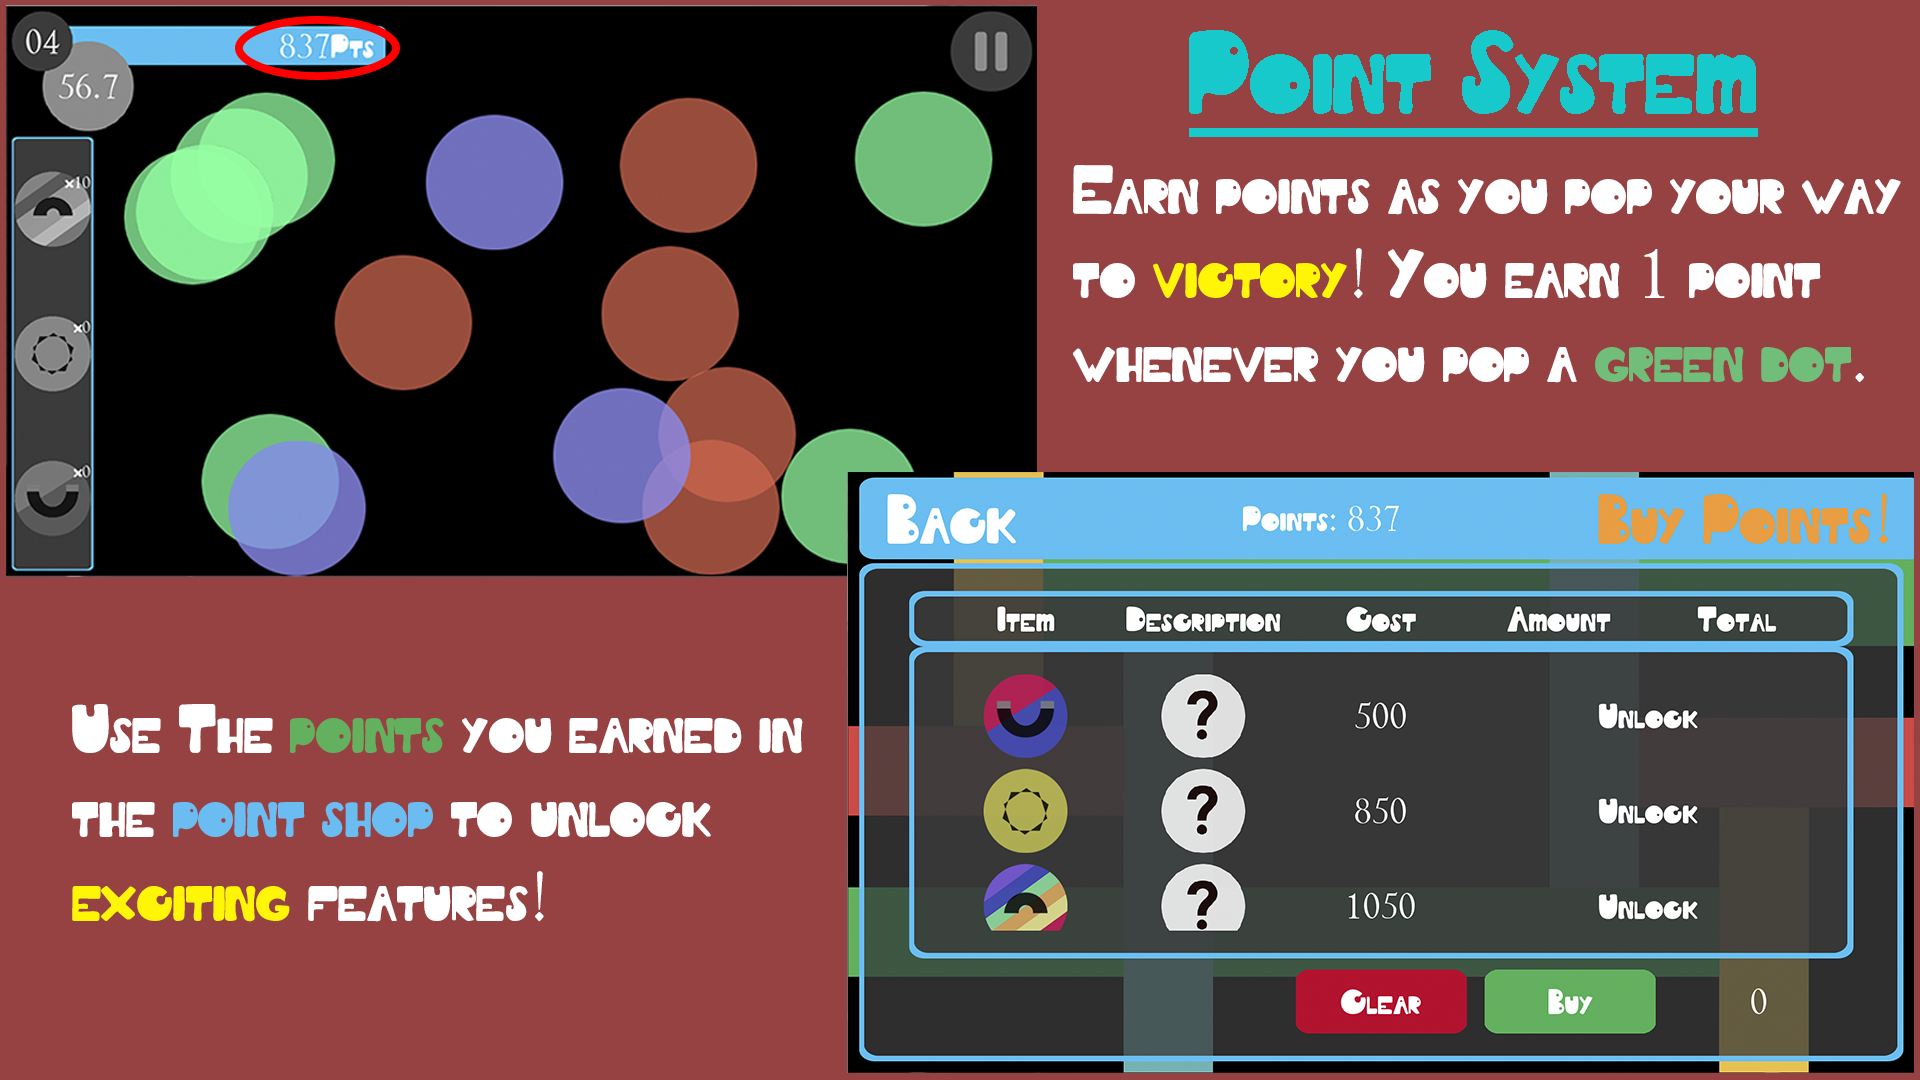 04
837Pts
56.7
x10
x0
x0
Point System
Earn points as you pop your way
to victory! You earn 1 point
whenever you pop a green dot.
Back
Points: 837
Buy Points!
Item Description Cost Amount Total
? 500 Unlock
? 850 Unlock
? 1050 Unlock
Clear Buy 0
Use The points you earned in
the point shop to unlock
exciting features!